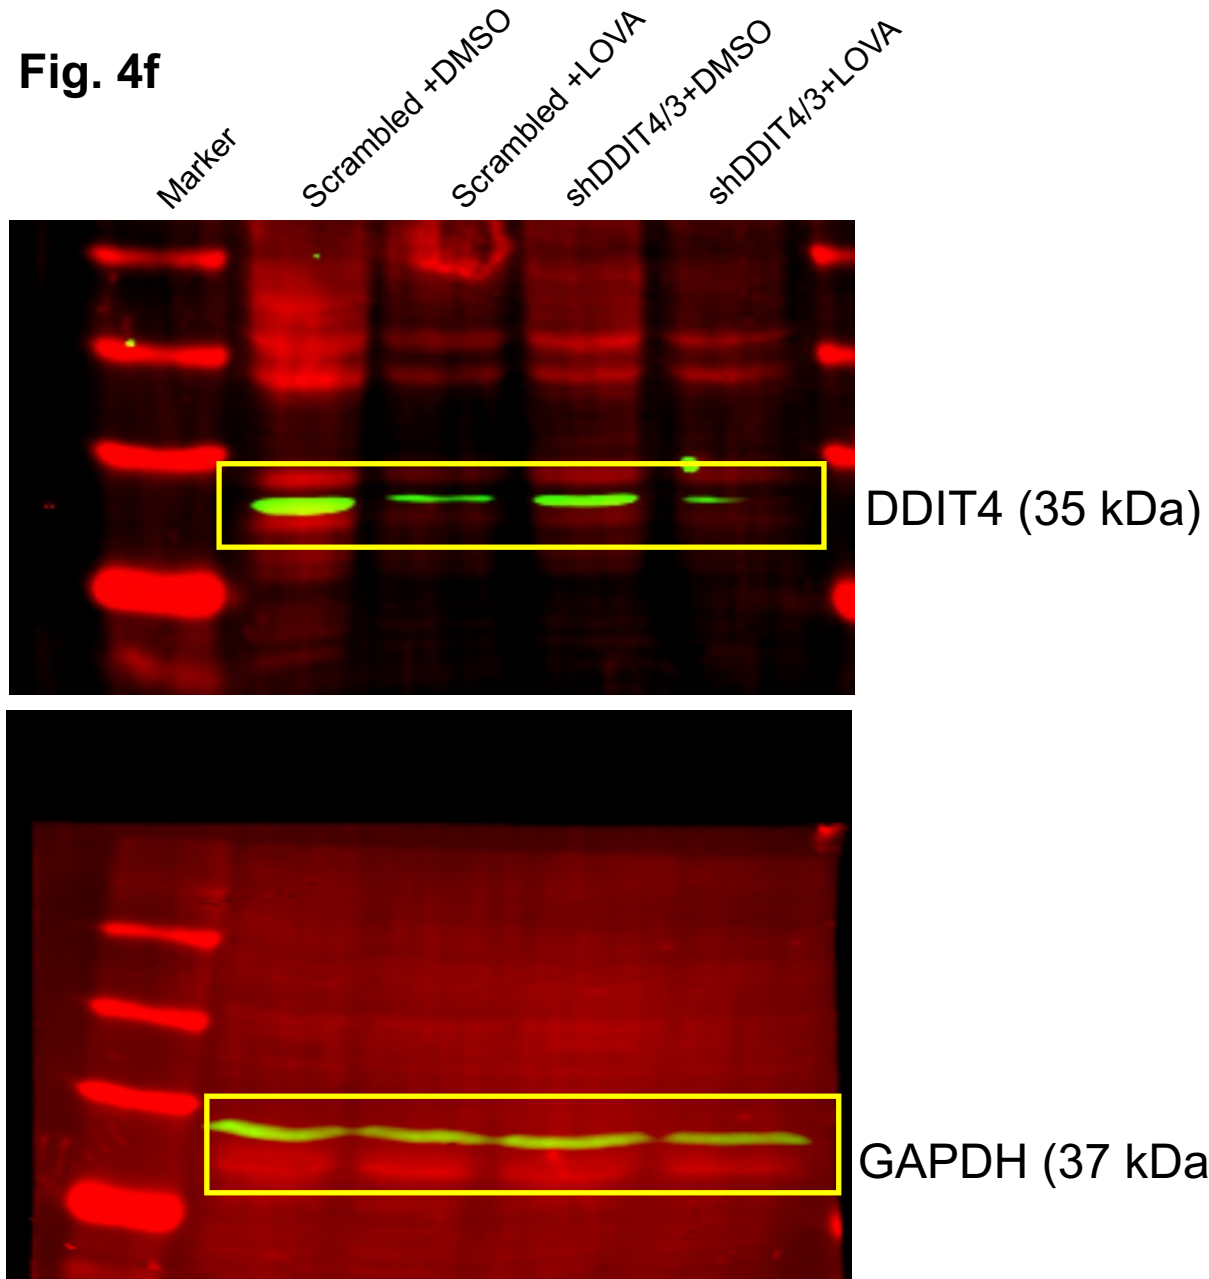 Fig. 4f
Marker
Scrambled +DMSO
Scrambled +LOVA
shDDIT4/3+DMSO
shDDIT4/3+LOVA
DDIT4 (35 kDa)
GAPDH (37 kDa